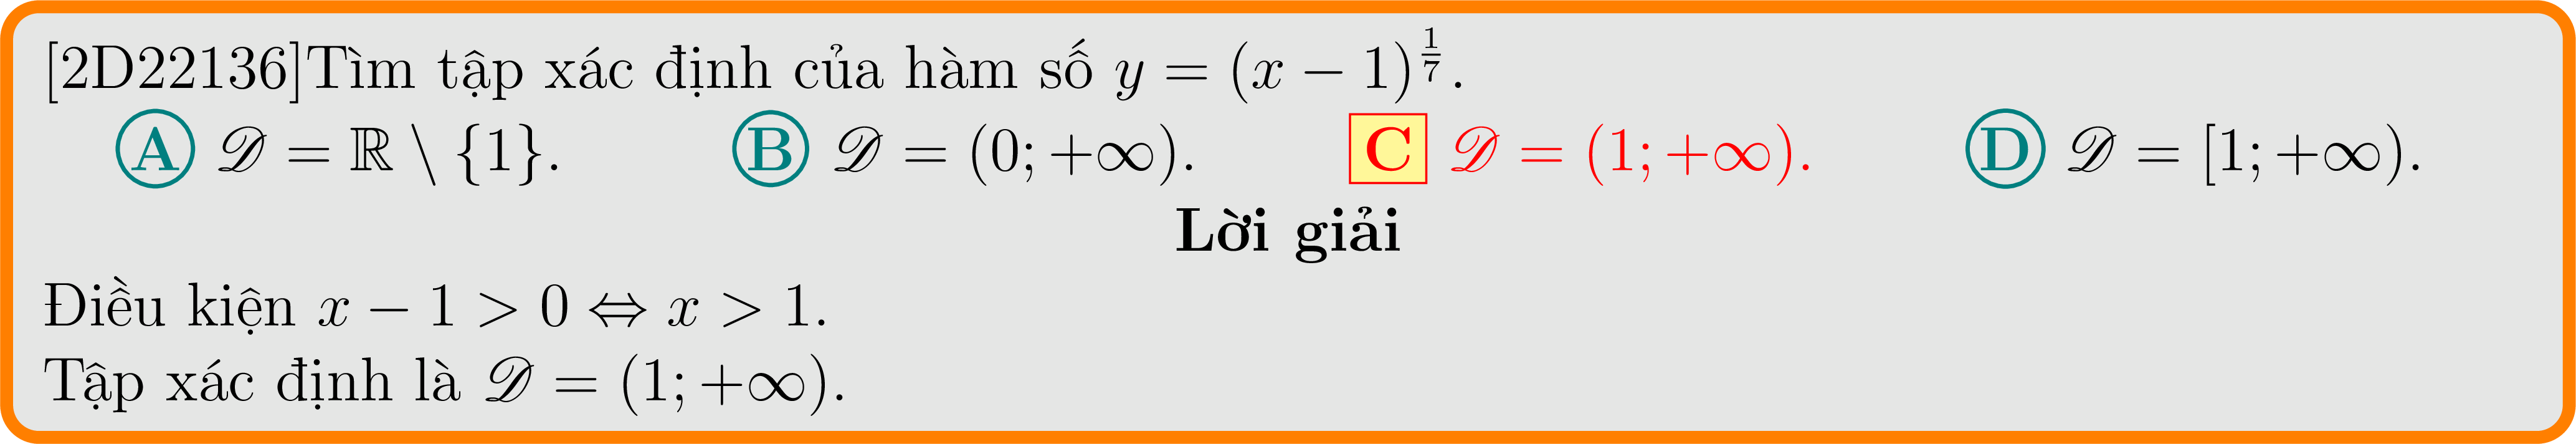 [2D22136]Tìm tập xác định của hàm số $y = (x - 1)^{\frac{1}{7}}$.
A $\mathscr{D} = \mathbb{R} \setminus \{1\}$. B $\mathscr{D} = (0; +\infty)$. C $\mathscr{D} = (1; +\infty)$. D $\mathscr{D} = [1; +\infty)$.
Lời giải
Điều kiện $x - 1 > 0 \Leftrightarrow x > 1$.
Tập xác định là $\mathscr{D} = (1; +\infty)$.